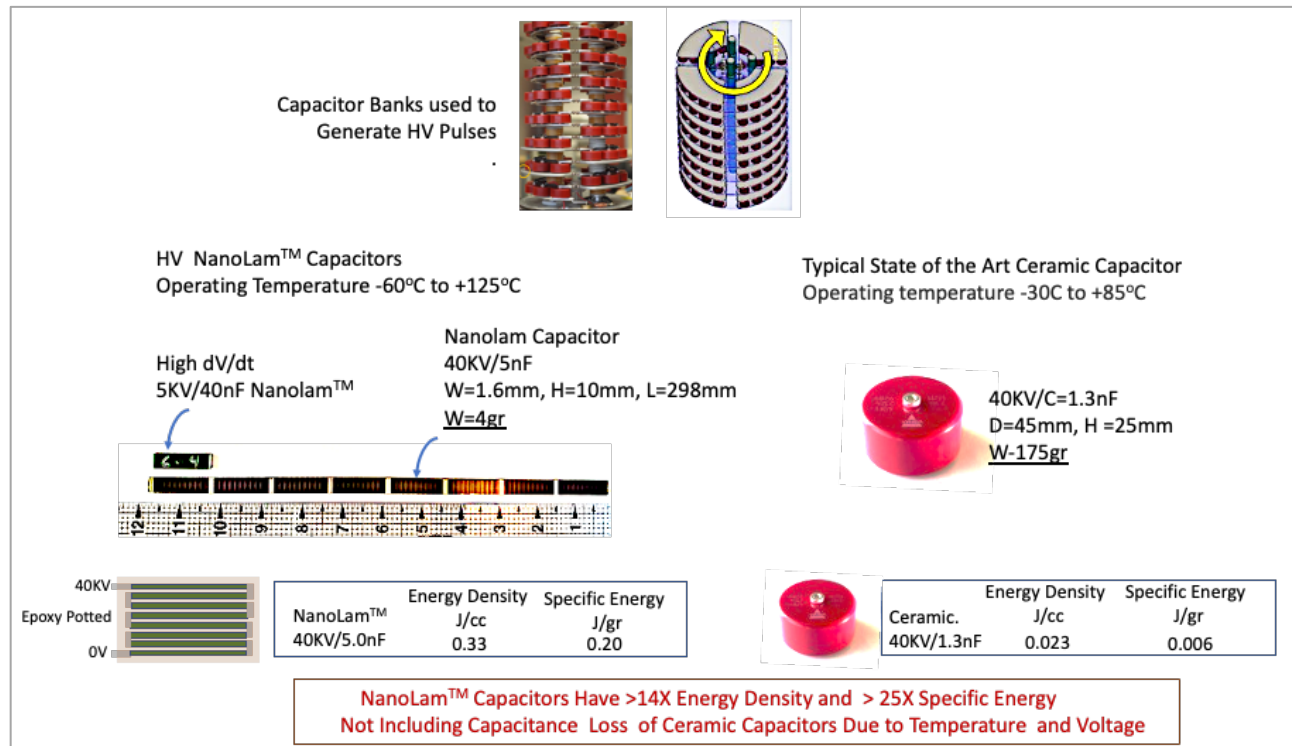 Capacitor Banks used to
Generate HV Pulses
.
HV NanoLam™ Capacitors
Operating Temperature -60°C to +125°C
Typical State of the Art Ceramic Capacitor
Operating temperature -30C to +85°C
High dV/dt
5KV/40nF Nanolam™
Nanolam Capacitor
40KV/5nF
W=1.6mm, H=10mm, L=298mm
W=4gr
40KV/C=1.3nF
D=45mm, H =25mm
W-175gr
6.4
12 11 10 9 8 7 6 5 4 3 2 1
40KV
Epoxy Potted
0V
Energy Density Specific Energy
NanoLam™ J/cc J/gr
40KV/5.0nF 0.33 0.20
Energy Density Specific Energy
Ceramic. J/cc J/gr
40KV/1.3nF 0.023 0.006
NanoLam™ Capacitors Have >14X Energy Density and > 25X Specific Energy
Not Including Capacitance Loss of Ceramic Capacitors Due to Temperature and Voltage